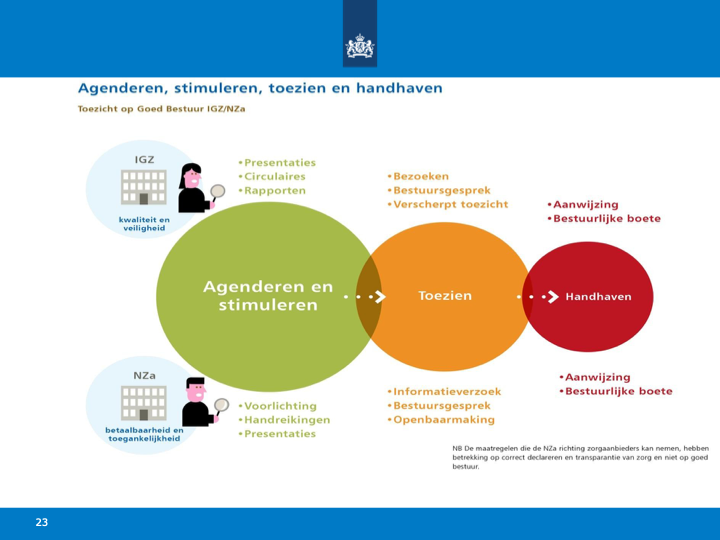 Agenderen, stimuleren, toezien en handhaven
Toezicht op Goed Bestuur IGZ/NZa
IGZ
kwaliteit en
veiligheid
•Presentaties
•Circulaires
•Rapporten
•Bezoeken
•Bestuursgesprek
•Verscherpt toezicht
•Aanwijzing
•Bestuurlijke boete
Agenderen en
stimuleren
Toezien
Handhaven
NZa
betaalbaarheid en
toegankelijkheid
•Voorlichting
•Handreikingen
•Presentaties
•Informatieverzoek
•Bestuursgesprek
•Openbaarmaking
•Aanwijzing
•Bestuurlijke boete
NB De maatregelen die de NZa richting zorgaanbieders kan nemen, hebben
betrekking op correct declareren en transparantie van zorg en niet op goed
bestuur.
23